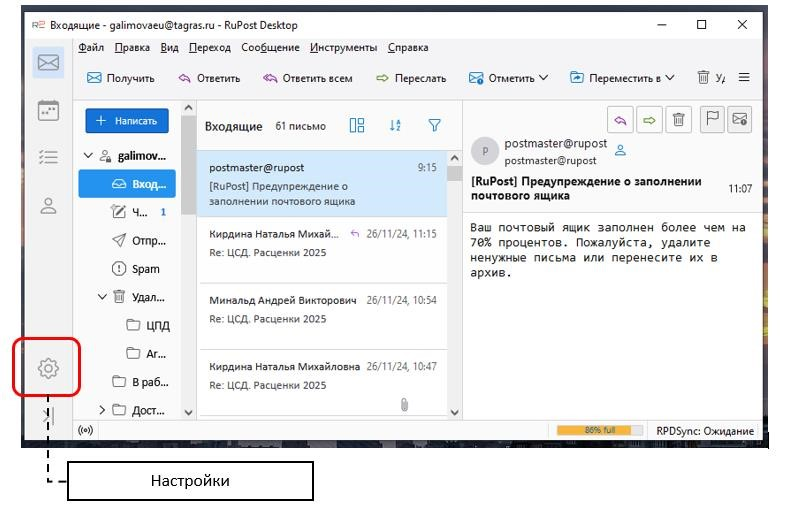 R2 Входящие - galimovaeu@tagras.ru - RuPost Desktop
Файл Правка Вид Переход Сообщение Инструменты Справка
Получить Ответить Ответить всем Переслать Отметить Переместить в Уд
+ Написать
galimov...
Вход...
Ч... 1
Отпр...
Spam
Удал...
ЦПД
Аг...
В раб...
Дост...
Входящие 61 письмо
postmaster@rupost 9:15
[RuPost] Предупреждение о
заполнении почтового ящика
Кирдина Наталья Михай... 26/11/24, 11:15
Re: ЦСД. Расценки 2025
Минальд Андрей Викторович 26/11/24, 10:54
Re: ЦСД. Расценки 2025
Кирдина Наталья Михайловна 26/11/24, 10:47
Re: ЦСД. Расценки 2025
P
postmaster@rupost
postmaster@rupost
[RuPost] Предупреждение о заполнении
почтового ящика
11:07
Ваш почтовый ящик заполнен более чем на
70% процентов. Пожалуйста, удалите
ненужные письма или перенесите их в
архив.
86% full RPDSync: Ожидание
Настройки